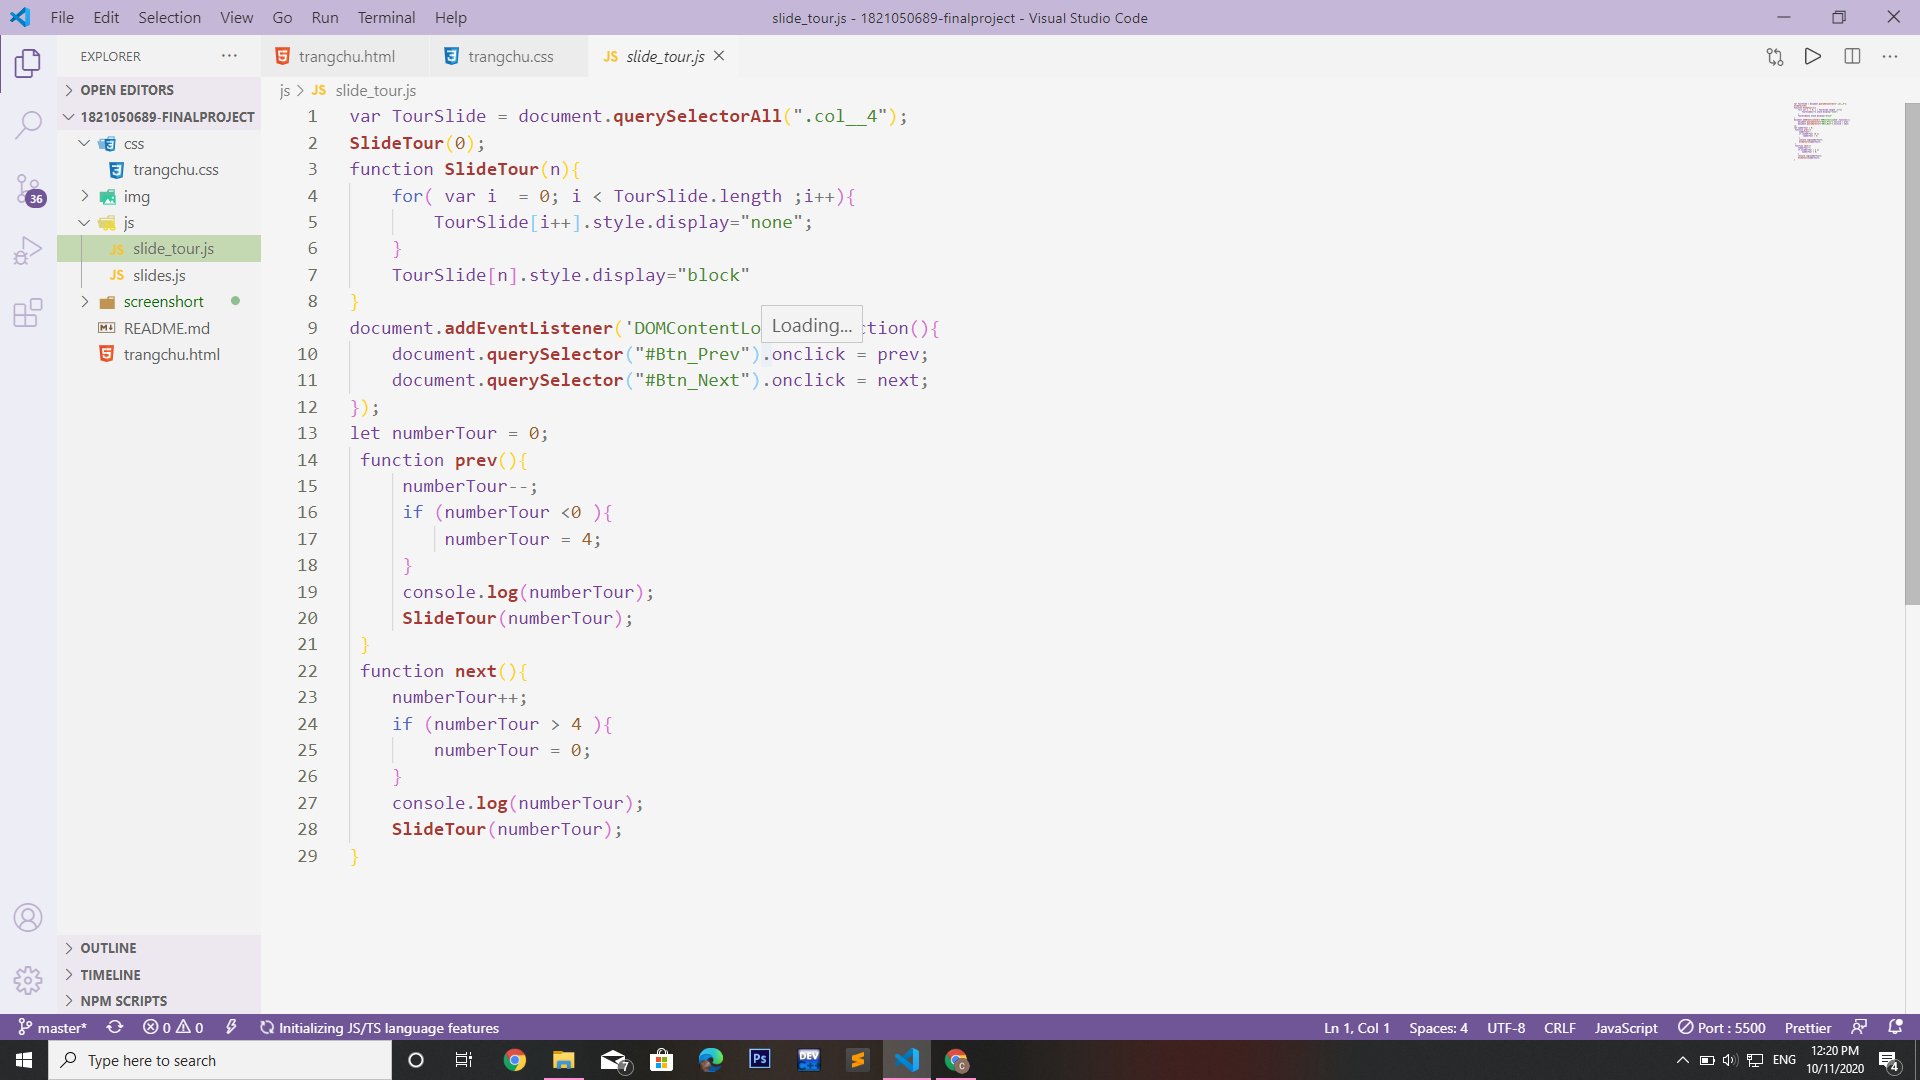 File Edit Selection View Go Run Terminal Help
slide_tour.js - 1821050689-finalproject - Visual Studio Code
EXPLORER
OPEN EDITORS
1821050689-FINALPROJECT
css
trangchu.css
img
js
JS slide_tour.js
JS slides.js
screenshort
README.md
trangchu.html
OUTLINE
TIMELINE
NPM SCRIPTS
36
trangchu.html trangchu.css JS slide_tour.js
js > JS slide_tour.js
1 var TourSlide = document.querySelectorAll(".col__4");
2 SlideTour(0);
3 function SlideTour(n){
4 for( var i  = 0; i < TourSlide.length ;i++){
5 TourSlide[i++].style.display="none";
6 }
7 TourSlide[n].style.display="block"
8 }
9 document.addEventListener('DOMContentLo Loading... ction(){
10 document.querySelector("#Btn_Prev").onclick = prev;
11 document.querySelector("#Btn_Next").onclick = next;
12 });
13 let numberTour = 0;
14 function prev(){
15 numberTour--;
16 if (numberTour <0 ){
17 numberTour = 4;
18 }
19 console.log(numberTour);
20 SlideTour(numberTour);
21 }
22 function next(){
23 numberTour++;
24 if (numberTour > 4 ){
25 numberTour = 0;
26 }
27 console.log(numberTour);
28 SlideTour(numberTour);
29 }
master* 0 0 Initializing JS/TS language features
Ln 1, Col 1 Spaces: 4 UTF-8 CRLF JavaScript Port : 5500 Prettier
Type here to search
7
Ps
DEV
C
ENG
12:20 PM
10/11/2020
4